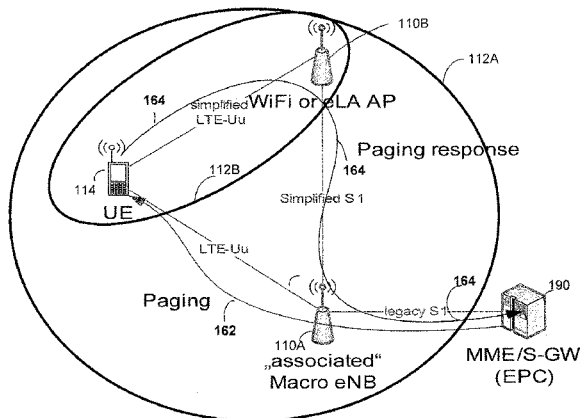 110B
112A
164
simplified
LTE-Uu
WiFi or eLA AP
164
Paging response
114
112B
UE
Simplified S1
LTE-Uu
Paging
162
164
190
legacy S1
110A
„associated“
Macro eNB
MME/S-GW
(EPC)